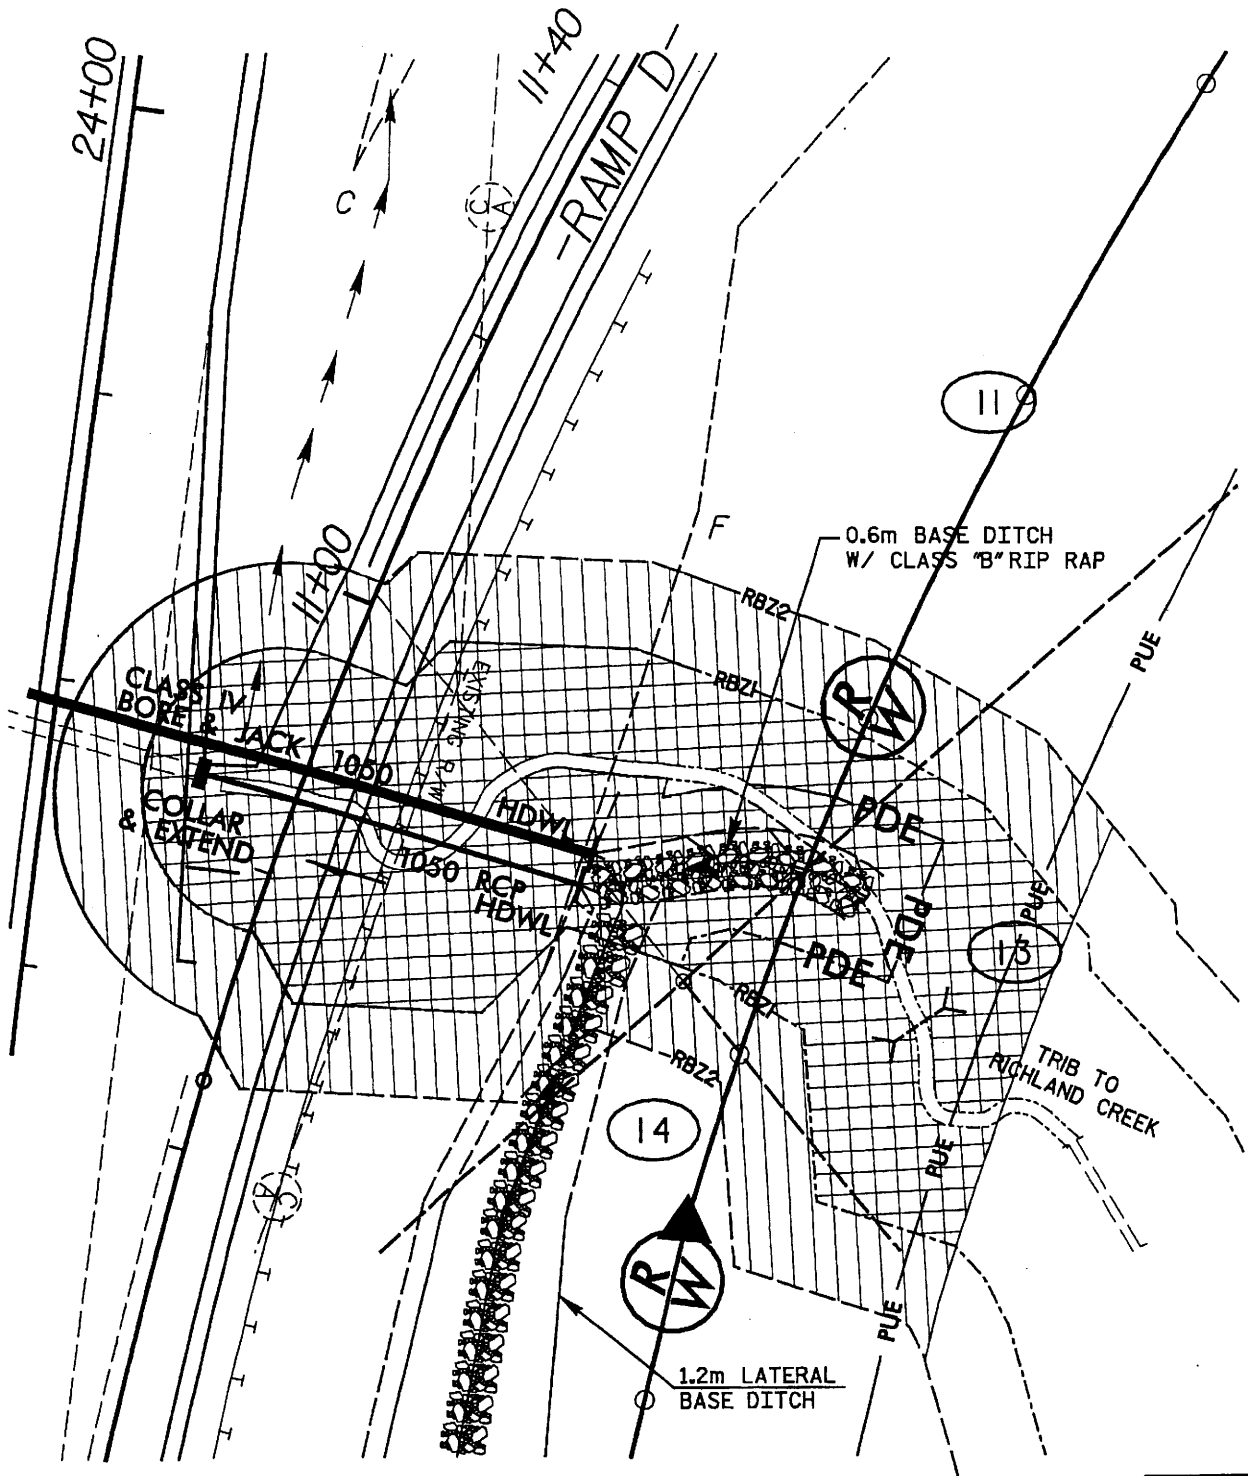 24+00
11+40
-RAMP D-
C
C
A
11
F
0.6m BASE DITCH
W/ CLASS "B" RIP RAP
11+00
RBZ2
PUE
RBZ1
R
W
EXISTING R/W
CLASS IV
BORE & JACK 1050
COLLAR
& EXTEND
HDWL
1050 RCP
HDWL
PDE
PDE
PDE
PUE
13
RBZ1
RBZ2
TRIB TO
RICHLAND CREEK
14
PUE
C
A
R
W
PUE
1.2m LATERAL
BASE DITCH